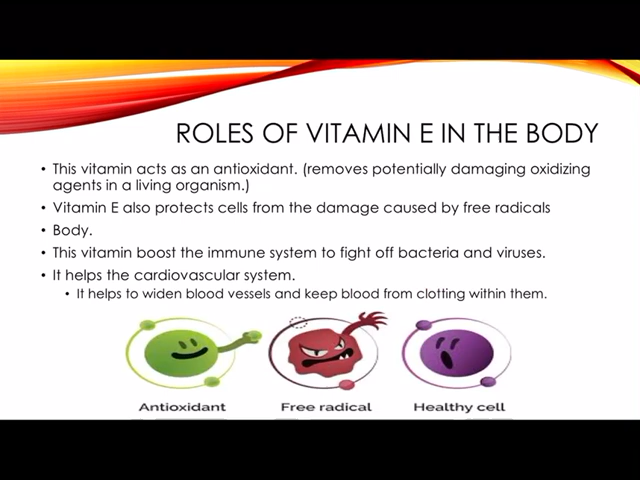 ROLES OF VITAMIN E IN THE BODY
• This vitamin acts as an antioxidant. (removes potentially damaging oxidizing
agents in a living organism.)
• Vitamin E also protects cells from the damage caused by free radicals
• Body.
• This vitamin boost the immune system to fight off bacteria and viruses.
• It helps the cardiovascular system.
• It helps to widen blood vessels and keep blood from clotting within them.
Antioxidant Free radical Healthy cell